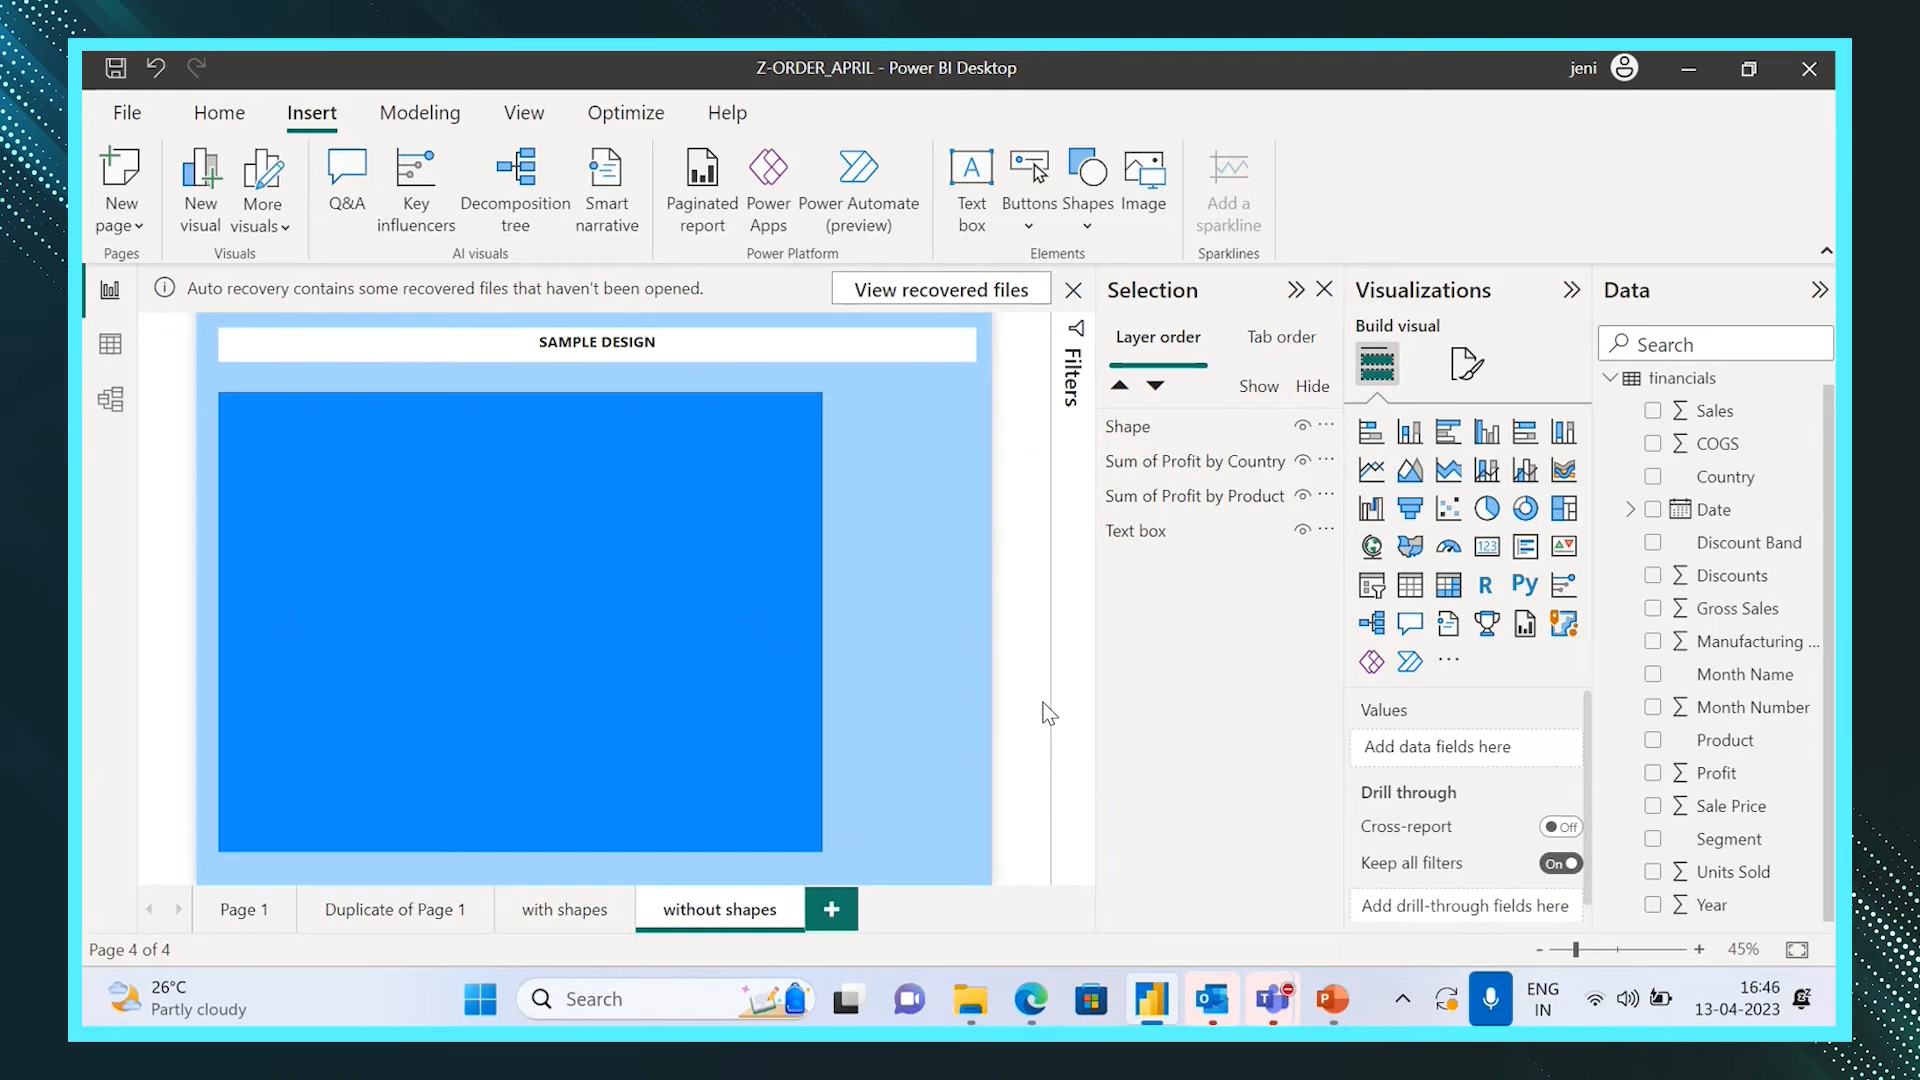 Z-ORDER_APRIL - Power BI Desktop
jeni
File
Home
Insert
Modeling
View
Optimize
Help
New page
New visual
More visuals
Q&A
Key influencers
Decomposition tree
Smart narrative
Paginated report
Power Apps
Power Automate (preview)
Text box
Buttons
Shapes
Image
Add a sparkline
Pages
Visuals
AI visuals
Power Platform
Elements
Sparklines
Auto recovery contains some recovered files that haven't been opened.
View recovered files
SAMPLE DESIGN
Filters
Selection
Layer order
Tab order
Show
Hide
Shape
Sum of Profit by Country
Sum of Profit by Product
Text box
Visualizations
Build visual
123
R
Py
Values
Add data fields here
Drill through
Cross-report
Off
Keep all filters
On
Add drill-through fields here
Data
Search
financials
Sales
COGS
Country
Date
Discount Band
Discounts
Gross Sales
Manufacturing ...
Month Name
Month Number
Product
Profit
Sale Price
Segment
Units Sold
Year
Page 1
Duplicate of Page 1
with shapes
without shapes
Page 4 of 4
45%
26°C
Partly cloudy
Search
ENG
IN
16:46
13-04-2023